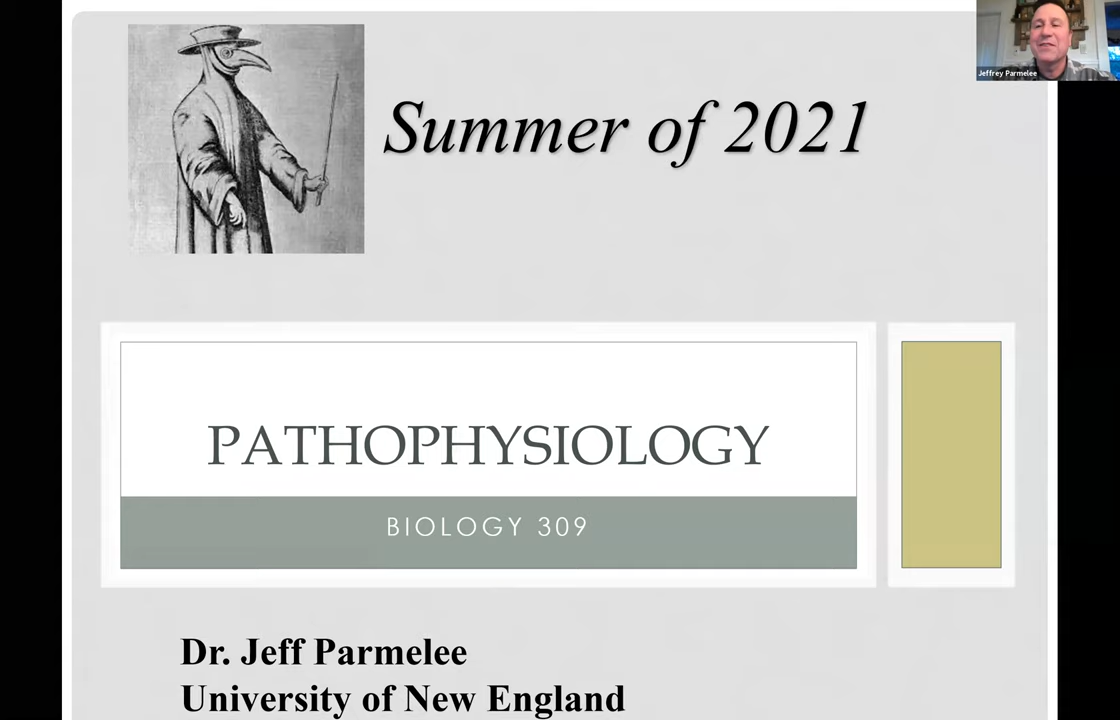 Jeffrey Parmelee
Summer of 2021
PATHOPHYSIOLOGY
BIOLOGY 309
Dr. Jeff Parmelee
University of New England